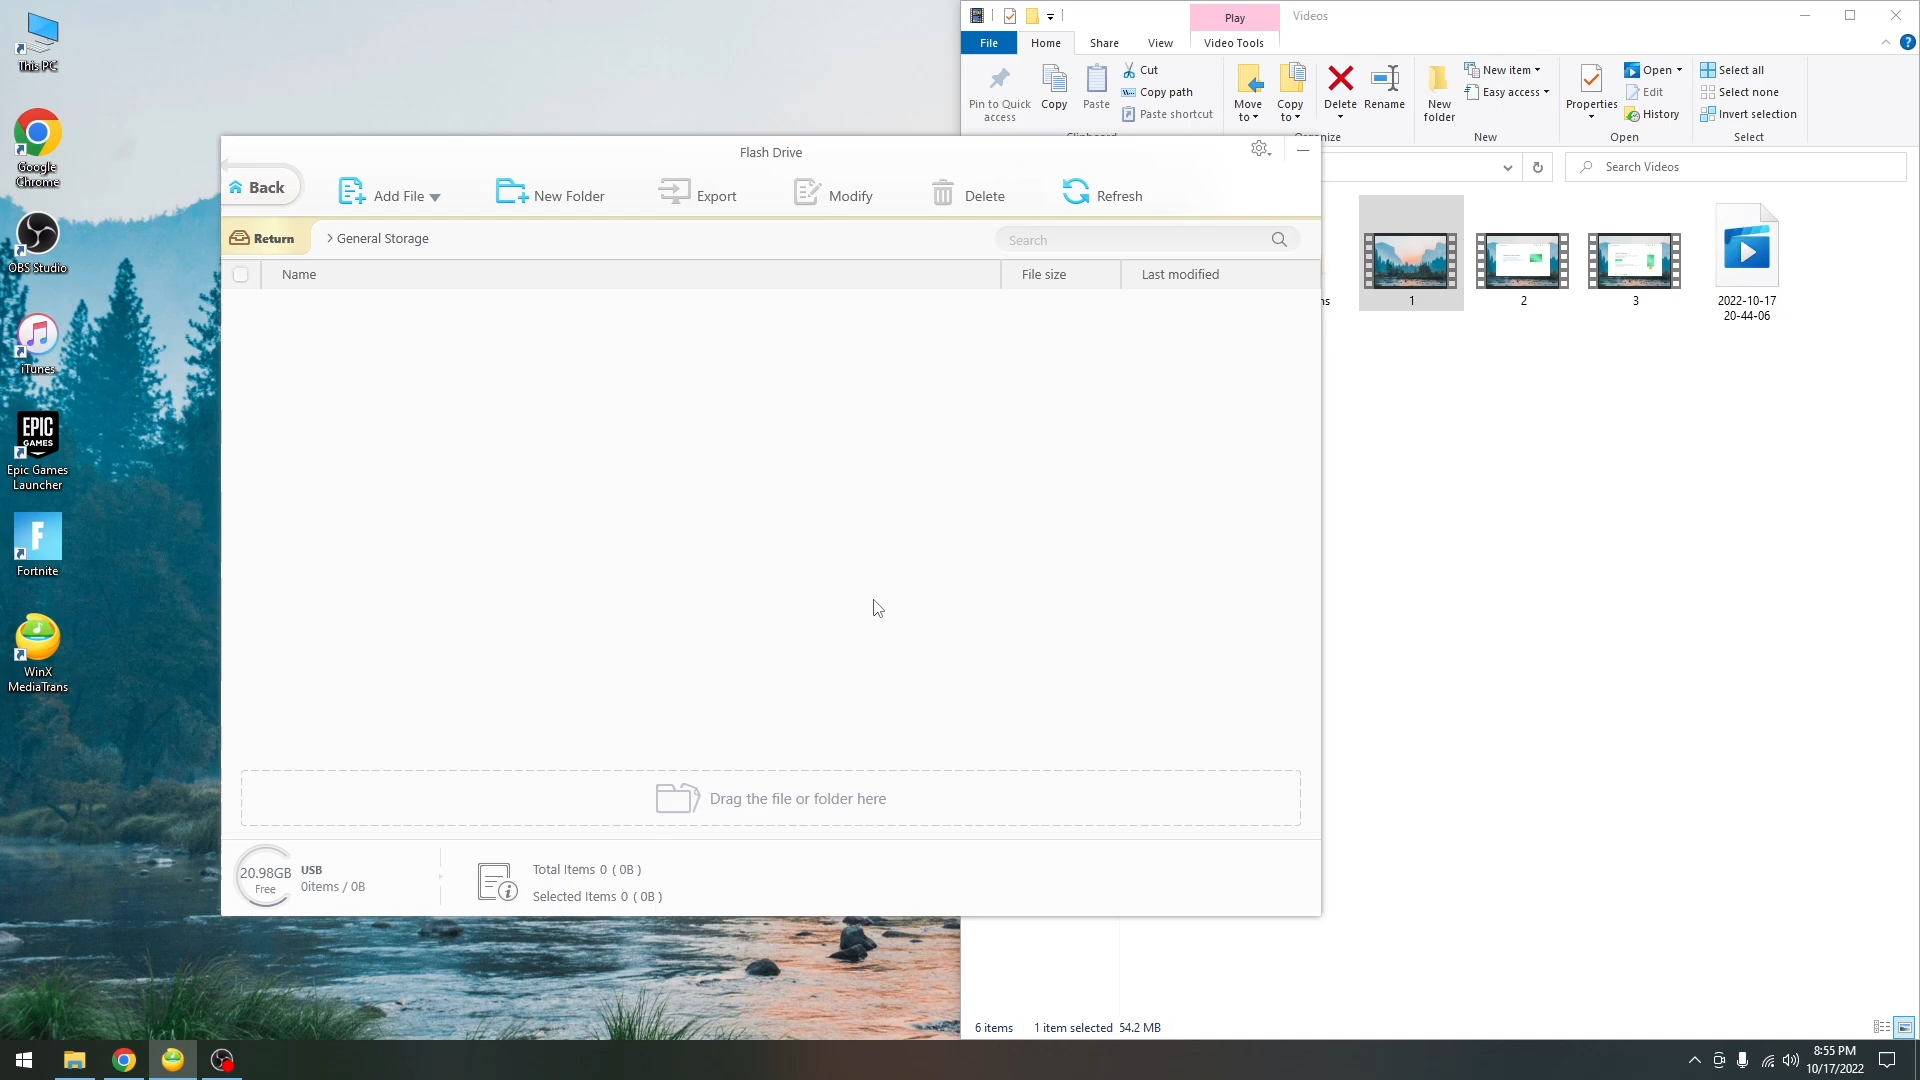 This PC
Google
Chrome
OBS Studio
iTunes
EPIC
GAMES
Epic Games
Launcher
F
Fortnite
WinX
MediaTrans
Play
Videos
File
Home
Share
View
Video Tools
Pin to Quick
access
Copy
Paste
Cut
Copy path
Paste shortcut
Move
to
Copy
to
Delete
Rename
New
folder
New item
Easy access
Properties
Open
Edit
History
Select all
Select none
Invert selection
New
Open
Select
Search Videos
1
2
3
2022-10-17
20-44-06
6 items
1 item selected 54.2 MB
Flash Drive
Back
Add File
New Folder
Export
Modify
Delete
Refresh
Return
> General Storage
Search
Name
File size
Last modified
Drag the file or folder here
20.98GB
Free
USB
0items / 0B
Total Items 0 ( 0B )
Selected Items 0 ( 0B )
8:55 PM
10/17/2022